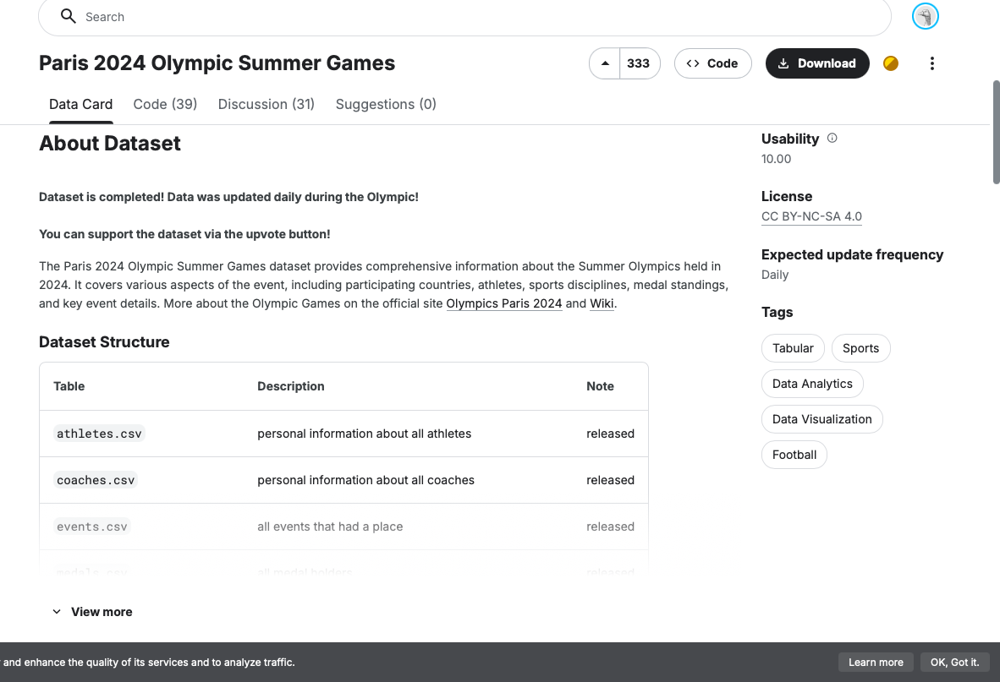 Search
Paris 2024 Olympic Summer Games
333
Code
Download
Data Card
Code (39)
Discussion (31)
Suggestions (0)
About Dataset
Dataset is completed! Data was updated daily during the Olympic!
You can support the dataset via the upvote button!
The Paris 2024 Olympic Summer Games dataset provides comprehensive information about the Summer Olympics held in
2024. It covers various aspects of the event, including participating countries, athletes, sports disciplines, medal standings,
and key event details. More about the Olympic Games on the official site Olympics Paris 2024 and Wiki.
Dataset Structure
Table Description Note
athletes.csv personal information about all athletes released
coaches.csv personal information about all coaches released
events.csv all events that had a place released
medals.csv all medal holders released
View more
Usability
10.00
License
CC BY-NC-SA 4.0
Expected update frequency
Daily
Tags
Tabular
Sports
Data Analytics
Data Visualization
Football
and enhance the quality of its services and to analyze traffic.
Learn more
OK, Got it.